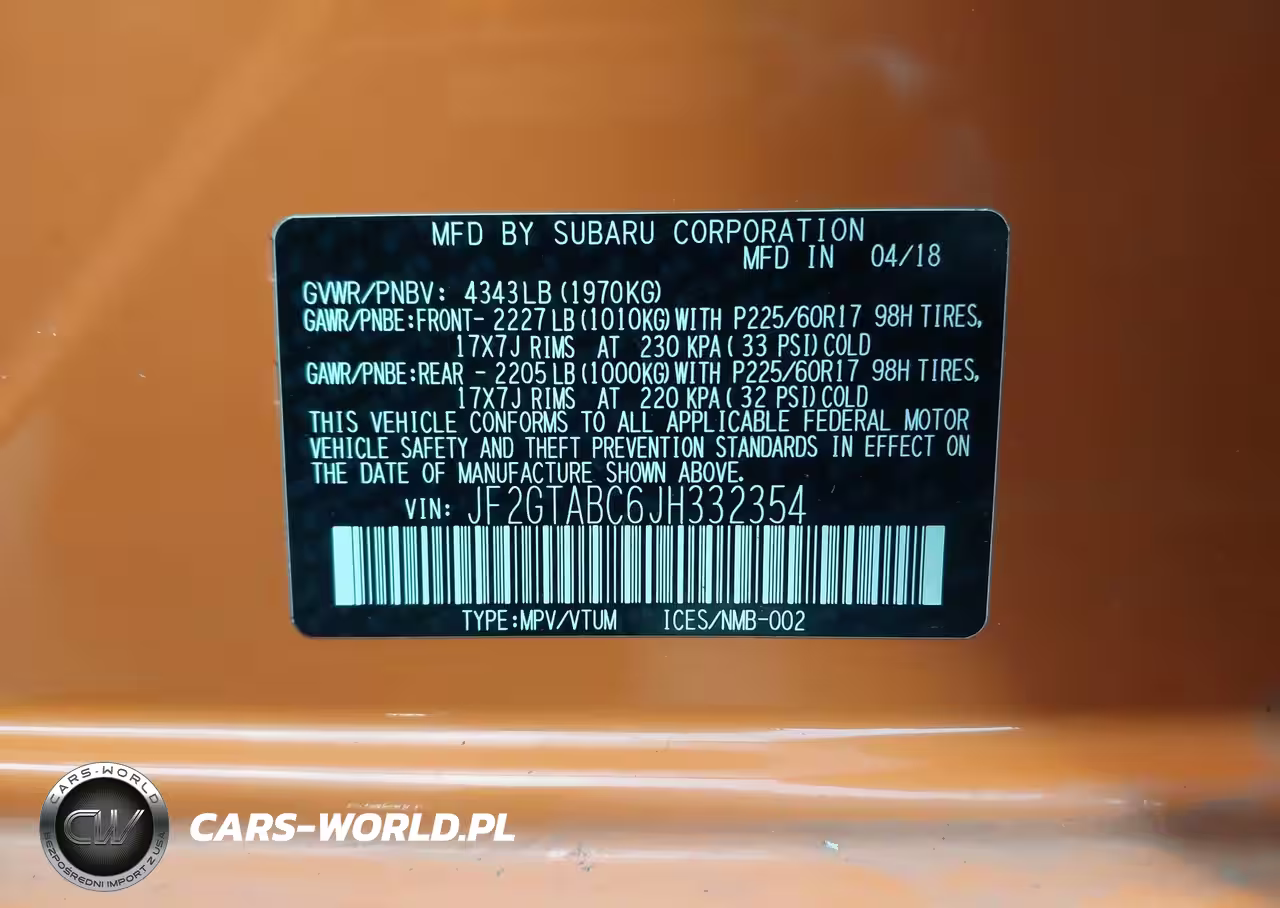 MFD BY SUBARU CORPORATION
MFD IN 04/18
GVWR/PNBV: 4343LB(1970KG)
GAWR/PNBE:FRONT- 2227LB(1010KG)WITH P225/60R17 98H TIRES,
17X7J RIMS AT 230 KPA( 33 PSI)COLD
GAWR/PNBE:REAR - 2205LB(1000KG)WITH P225/60R17 98H TIRES,
17X7J RIMS AT 220 KPA( 32 PSI)COLD
THIS VEHICLE CONFORMS TO ALL APPLICABLE FEDERAL MOTOR
VEHICLE SAFETY AND THEFT PREVENTION STANDARDS IN EFFECT ON
THE DATE OF MANUFACTURE SHOWN ABOVE.
VIN: JF2GTABC6JH332354
TYPE:MPV/VTUM ICES/NMB-002
CARS-WORLD
CW
BEZPOŚREDNI IMPORT Z USA
CARS-WORLD.PL